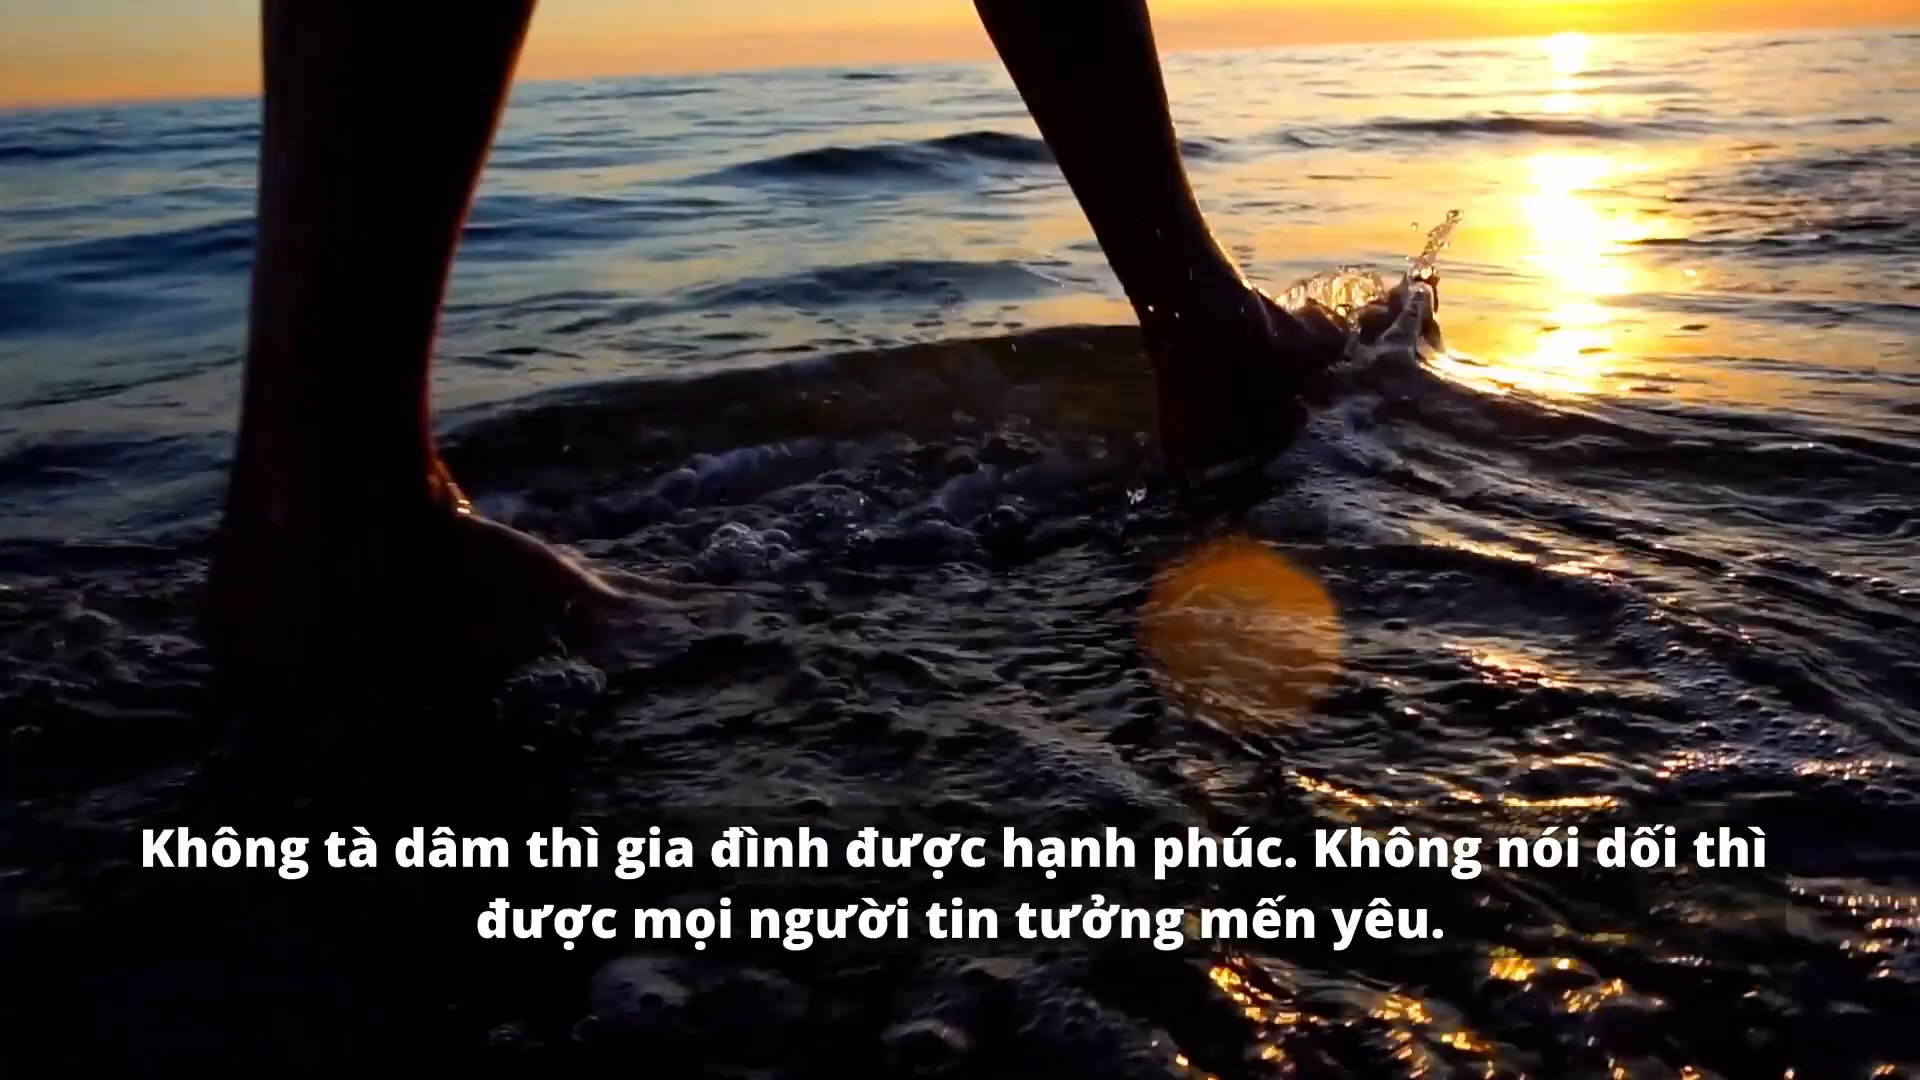 Không tà dâm thì gia đình được hạnh phúc. Không nói dối thì
được mọi người tin tưởng mến yêu.